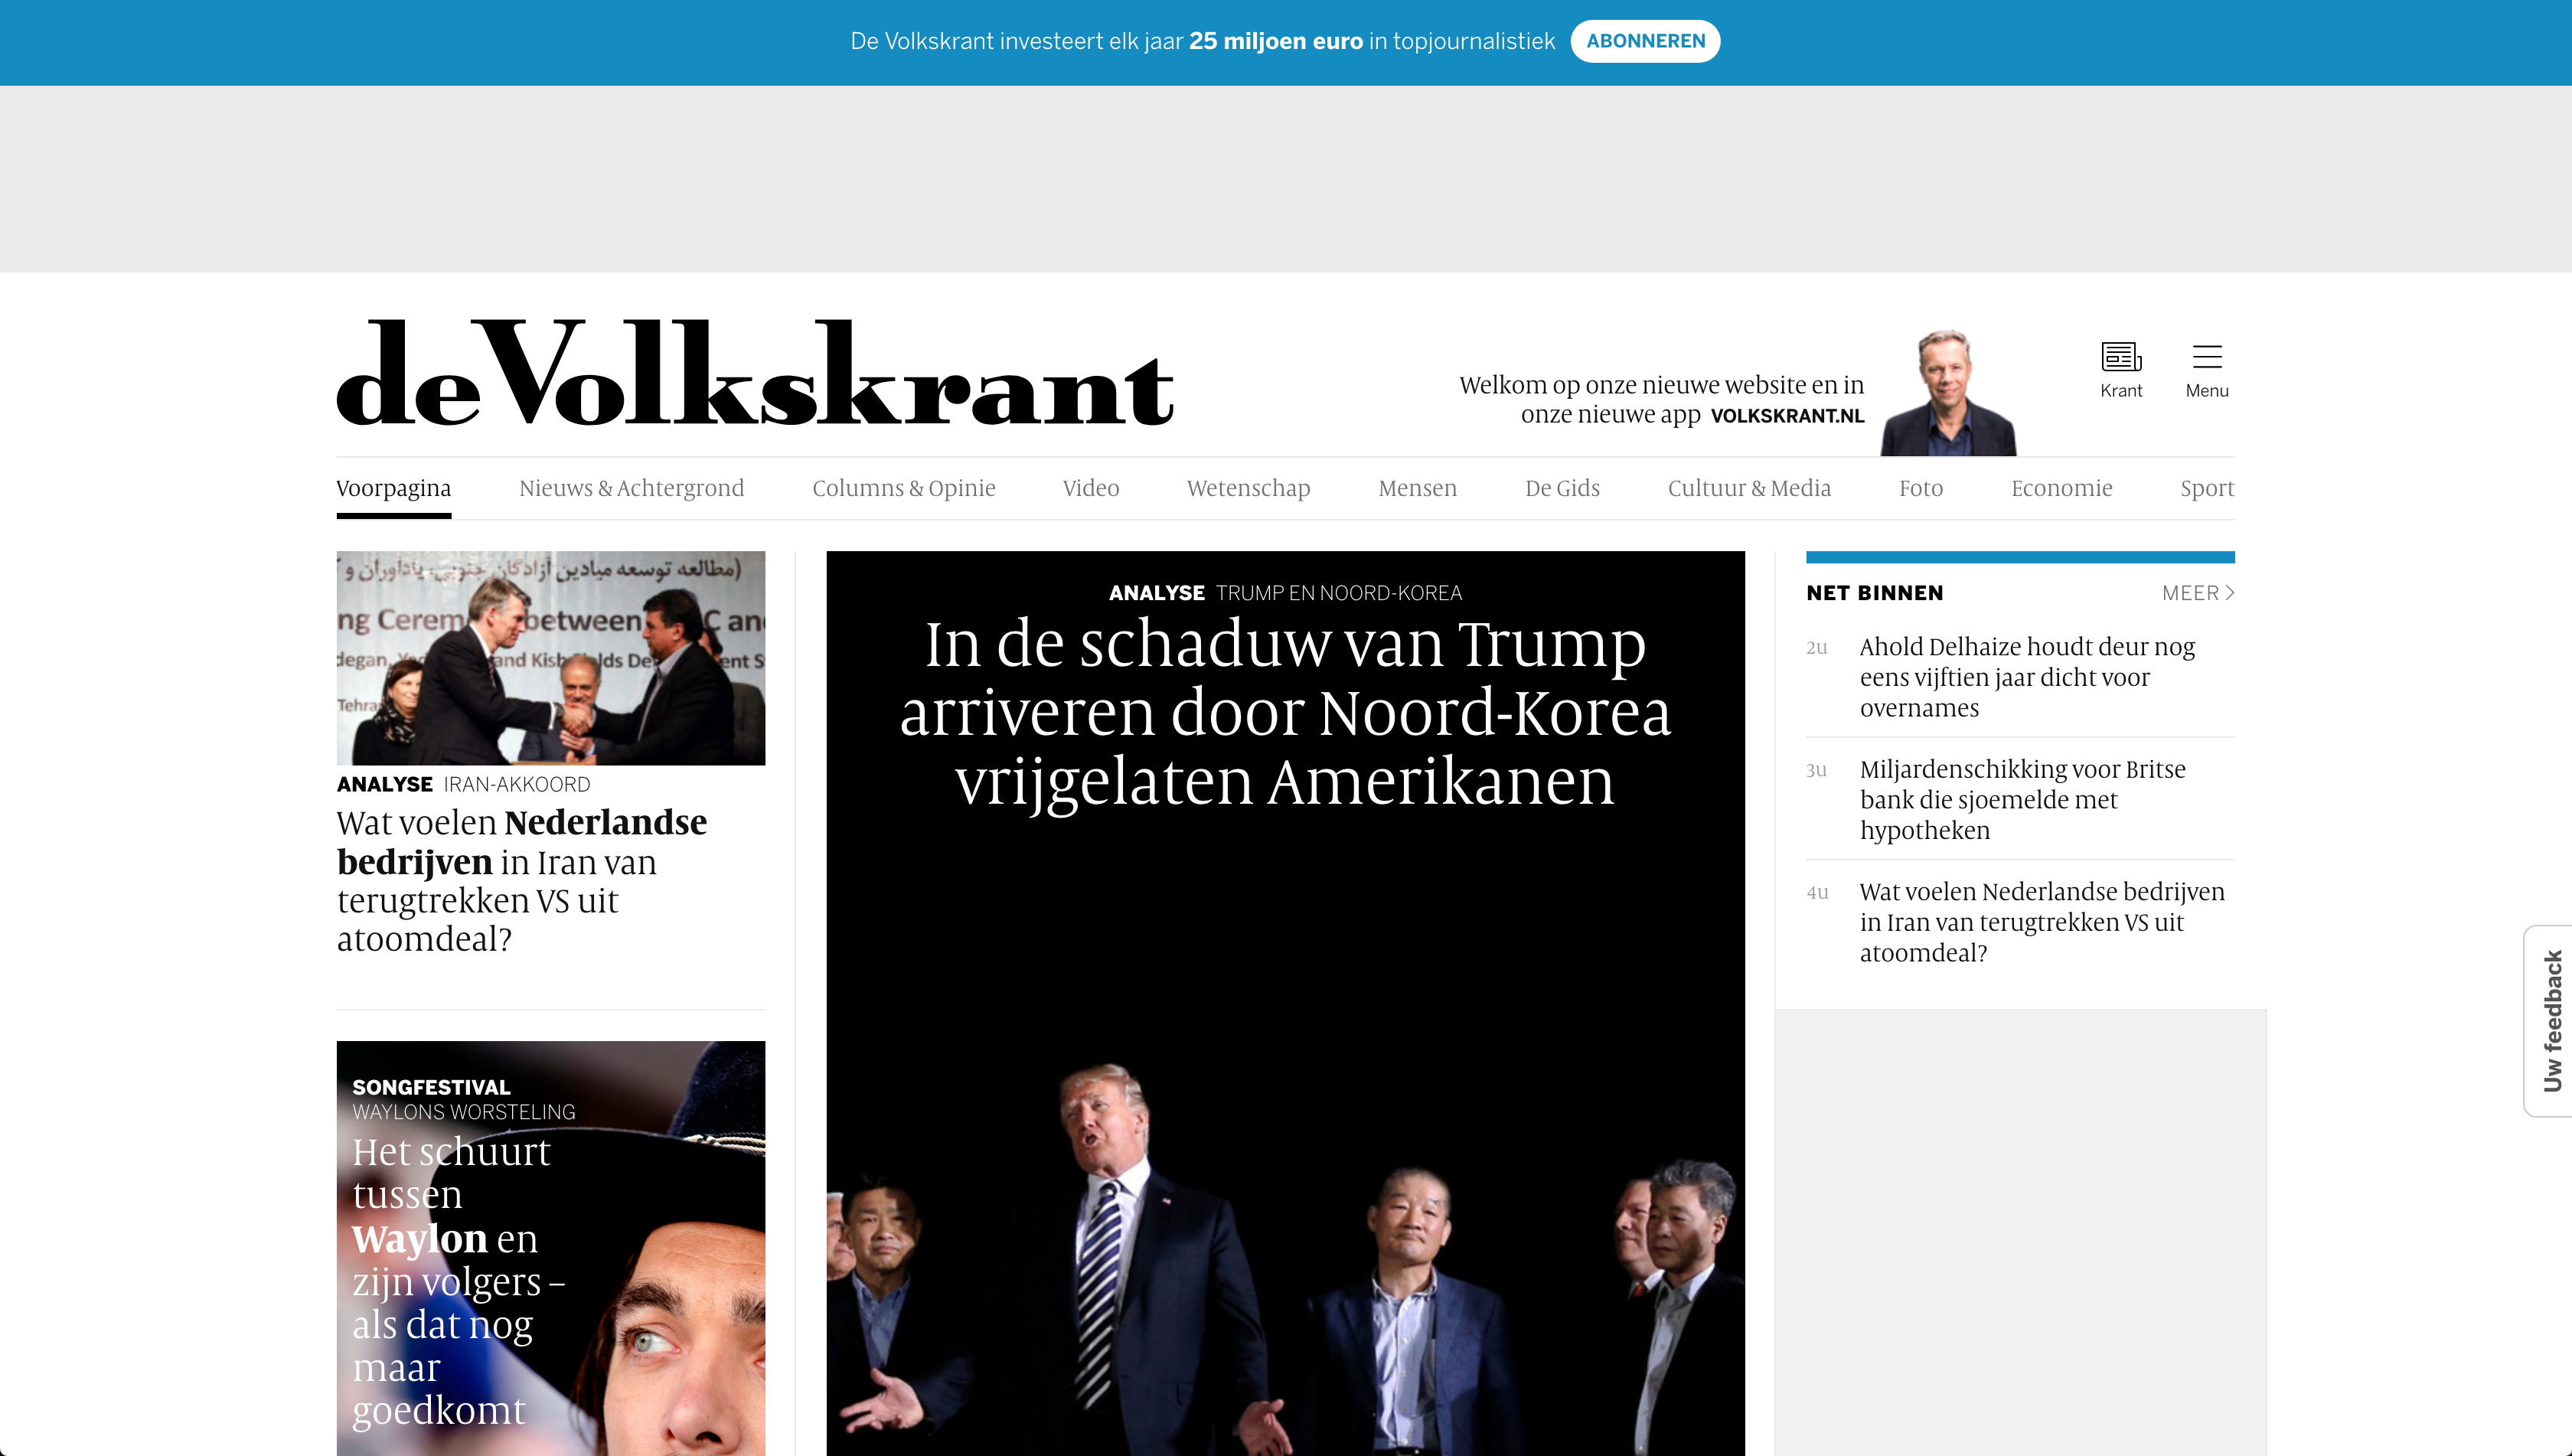 De Volkskrant investeert elk jaar 25 miljoen euro in topjournalistiek ABONNEREN
de Volkskrant
Welkom op onze nieuwe website en in
onze nieuwe app VOLKSKRANT.NL
Krant
Menu
Voorpagina Nieuws & Achtergrond Columns & Opinie Video Wetenschap Mensen De Gids Cultuur & Media Foto Economie Sport
(مطالعه توسعه میادین آزادگان جنوبی، یاداوران و
ng Cerem between C an
and Kish lds De ent S
Tehra
ANALYSE IRAN-AKKOORD
Wat voelen Nederlandse
bedrijven in Iran van
terugtrekken VS uit
atoomdeal?
SONGFESTIVAL
WAYLONS WORSTELING
Het schuurt
tussen
Waylon en
zijn volgers –
als dat nog
maar
goedkomt
ANALYSE TRUMP EN NOORD-KOREA
In de schaduw van Trump
arriveren door Noord-Korea
vrijgelaten Amerikanen
NET BINNEN MEER >
2u Ahold Delhaize houdt deur nog
eens vijftien jaar dicht voor
overnames
3u Miljardenschikking voor Britse
bank die sjoemelde met
hypotheken
4u Wat voelen Nederlandse bedrijven
in Iran van terugtrekken VS uit
atoomdeal?
Uw feedback